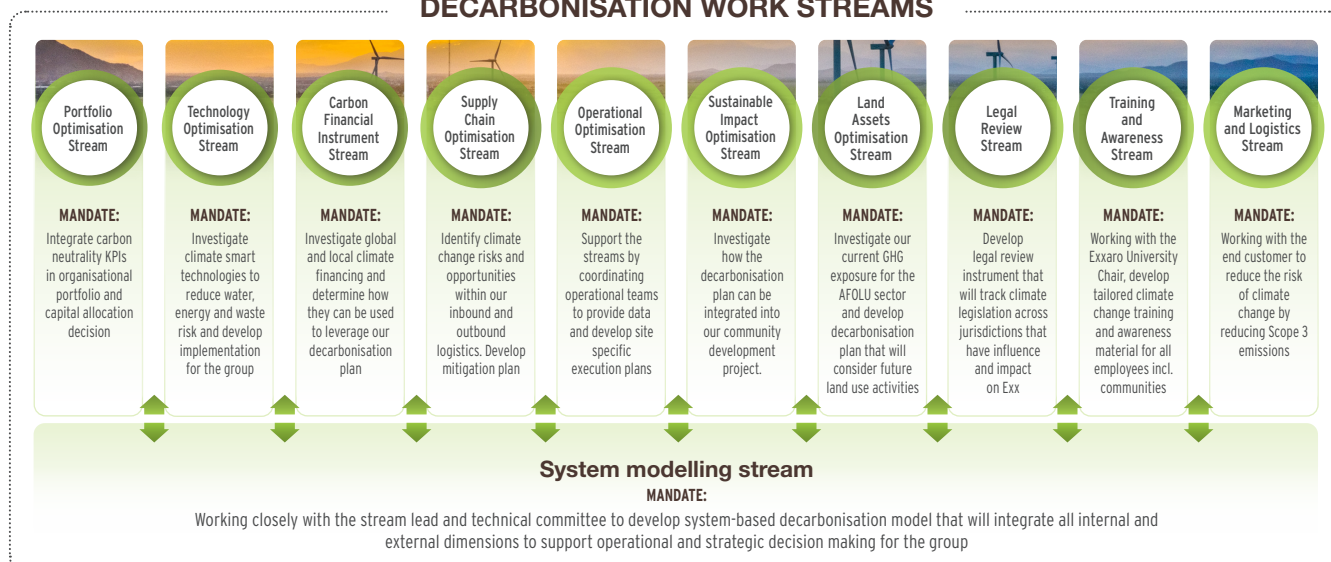 DECARBONISATION WORK STREAMS
Portfolio
Optimisation
Stream
MANDATE:
Integrate carbon
neutrality KPIs
in organisational
portfolio and
capital allocation
decision
Technology
Optimisation
Stream
MANDATE:
Investigate
climate smart
technologies to
reduce water,
energy and waste
risk and develop
implementation
for the group
Carbon
Financial
Instrument
Stream
MANDATE:
Investigate global
and local climate
financing and
determine how
they can be used
to leverage our
decarbonisation
plan
Supply
Chain
Optimisation
Stream
MANDATE:
Identify climate
change risks and
opportunities
within our
inbound and
outbound
logistics. Develop
mitigation plan
Operational
Optimisation
Stream
MANDATE:
Support the
streams by
coordinating
operational teams
to provide data
and develop site
specific
execution plans
Sustainable
Impact
Optimisation
Stream
MANDATE:
Investigate
how the
decarbonisation
plan can be
integrated into
our community
development
project.
Land
Assets
Optimisation
Stream
MANDATE:
Investigate our
current GHG
exposure for the
AFOLU sector
and develop
decarbonisation
plan that will
consider future
land use activities
Legal
Review
Stream
MANDATE:
Develop
legal review
instrument that
will track climate
legislation across
jurisdictions that
have influence
and impact
on Exx
Training
and
Awareness
Stream
MANDATE:
Working with the
Exxaro University
Chair, develop
tailored climate
change training
and awareness
material for all
employees incl.
communities
Marketing
and Logistics
Stream
MANDATE:
Working with the
end customer to
reduce the risk
of climate
change by
reducing Scope 3
emissions
System modelling stream
MANDATE:
Working closely with the stream lead and technical committee to develop system-based decarbonisation model that will integrate all internal and
external dimensions to support operational and strategic decision making for the group